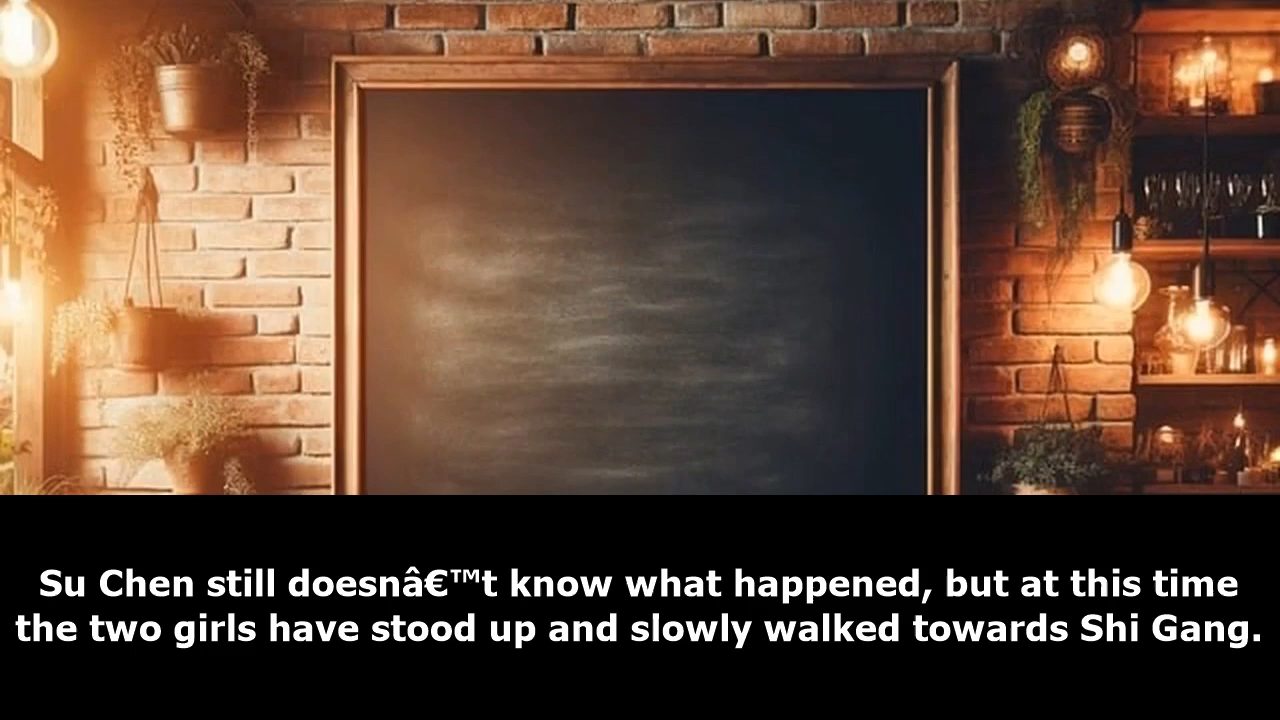 Su Chen still doesnâ€™t know what happened, but at this time
the two girls have stood up and slowly walked towards Shi Gang.